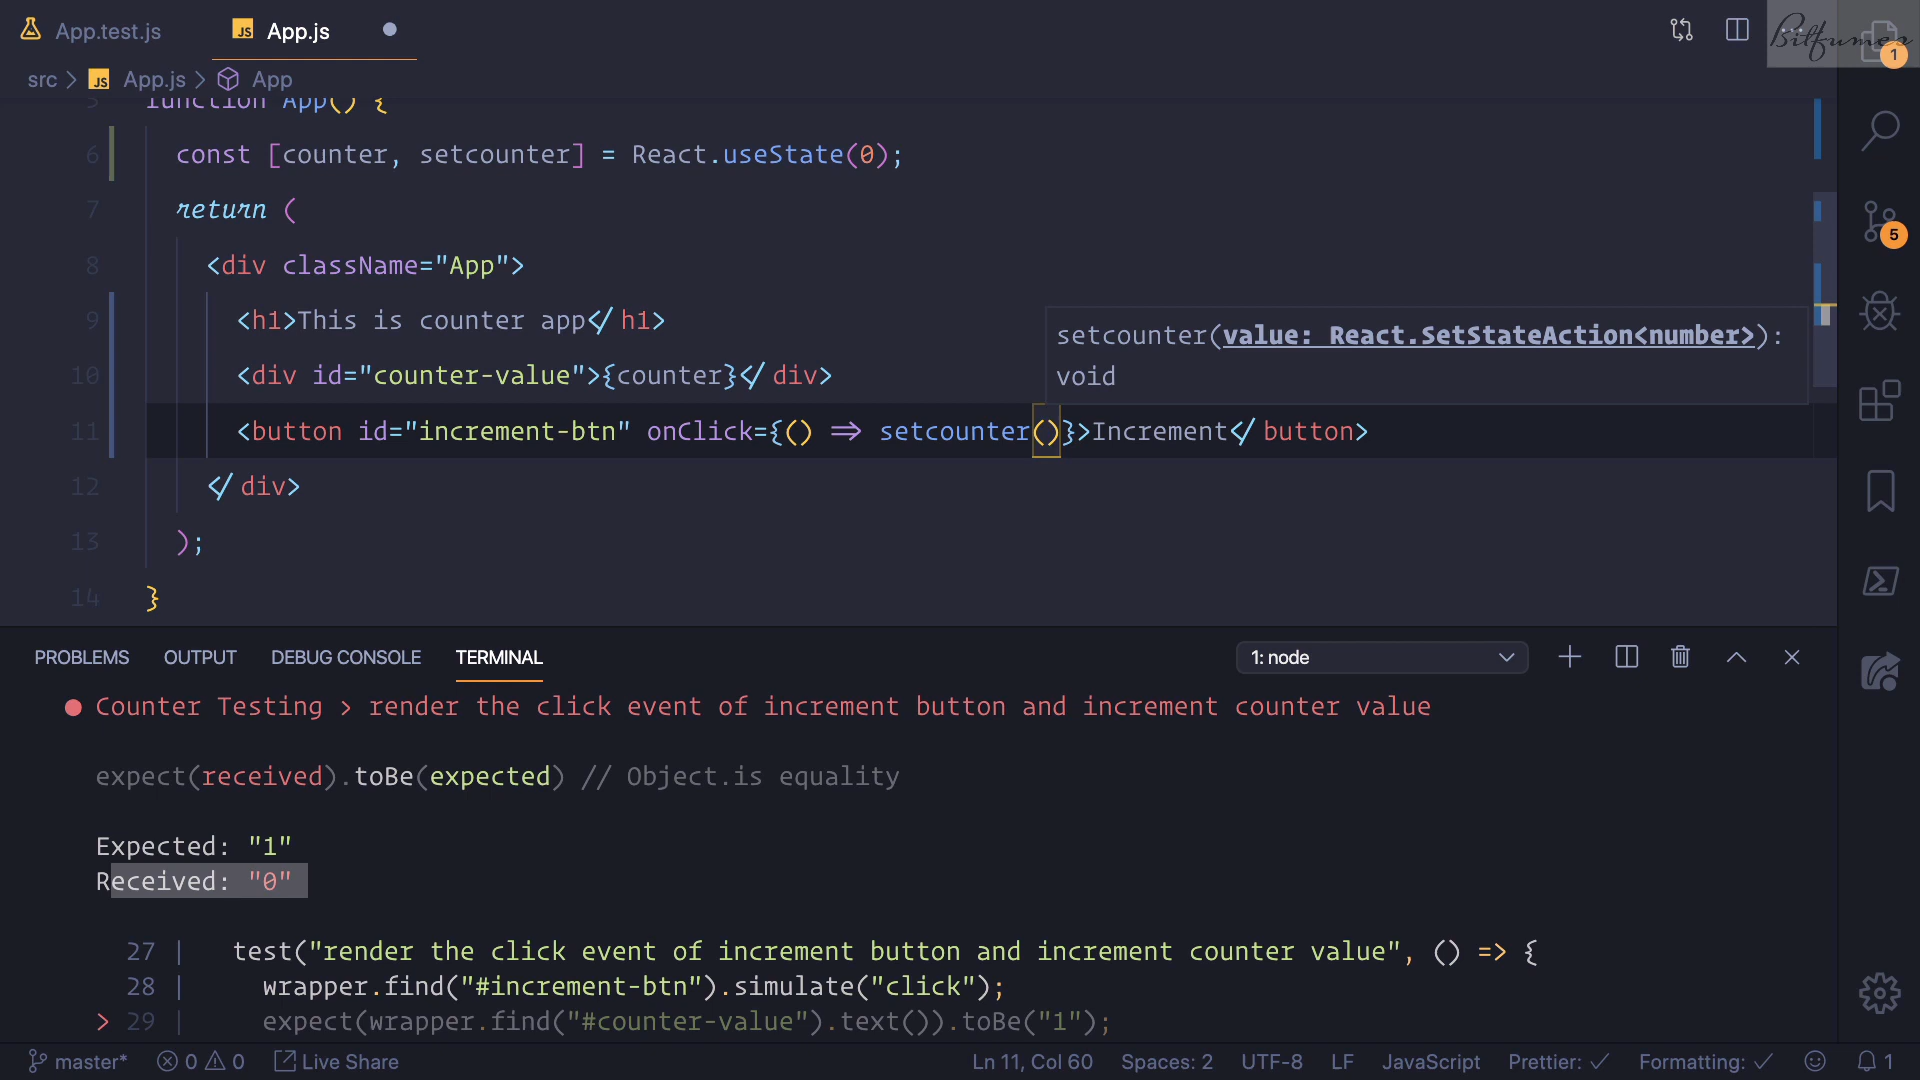 App.test.js
JS App.js
Bitfumes
1
src > JS App.js > App
5 function App() {
6 const [counter, setcounter] = React.useState(0);
7 return (
8 <div className="App">
9 <h1>This is counter app</h1>
setcounter(value: React.SetStateAction<number>):
void
10 <div id="counter-value">{counter}</div>
11 <button id="increment-btn" onClick={() => setcounter()}>Increment</button>
12 </div>
13 );
14 }
5
PROBLEMS OUTPUT DEBUG CONSOLE TERMINAL 1: node
● Counter Testing › render the click event of increment button and increment counter value
expect(received).toBe(expected) // Object.is equality
Expected: "1"
Received: "0"
27 | test("render the click event of increment button and increment counter value", () => {
28 | wrapper.find("#increment-btn").simulate("click");
> 29 | expect(wrapper.find("#counter-value").text()).toBe("1");
master* 0 0 Live Share Ln 11, Col 60 Spaces: 2 UTF-8 LF JavaScript Prettier: ✓ Formatting: ✓ 1